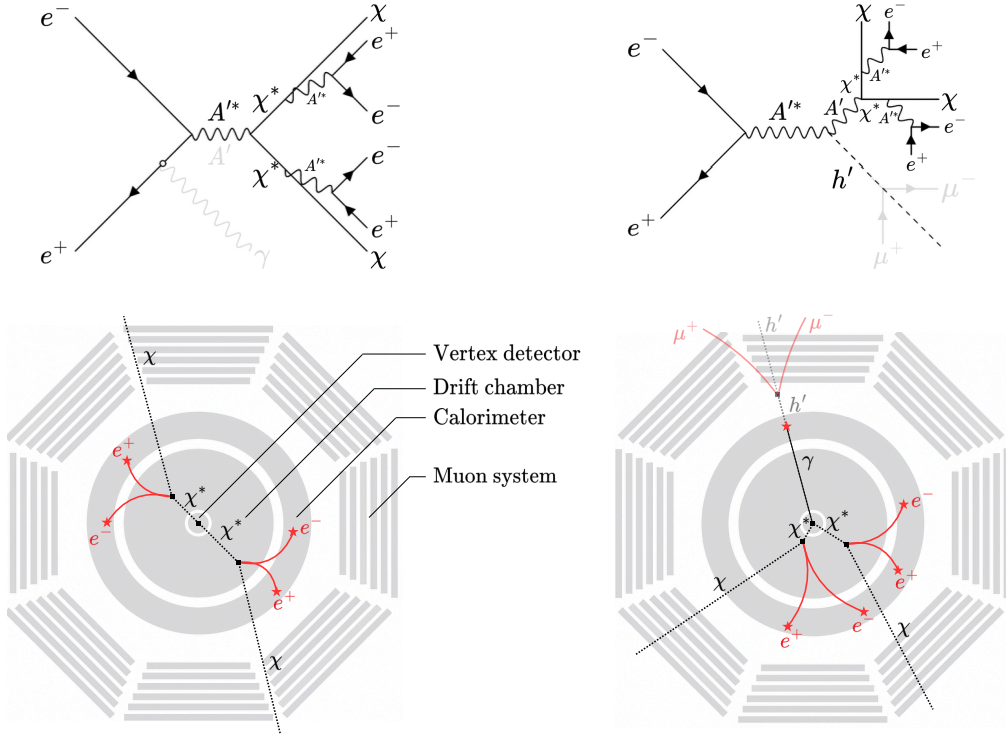 e⁻ χ
e⁺
χ* A′*
A′*
A′ e⁻
e⁻
χ* A′*
e⁺
e⁺ γ χ
e⁻
χ e⁺
e⁻
χ* A′*
A′* A′ χ
χ* A′* e⁻
e⁺
h′
μ⁻
e⁺
μ⁺
χ
e⁺
χ*
e⁻
χ*
e⁻
e⁺
χ
Vertex detector
Drift chamber
Calorimeter
Muon system
h′ μ⁻
μ⁺
h′
γ
χ* χ*
e⁻
e⁺
χ
e⁻
e⁺
χ